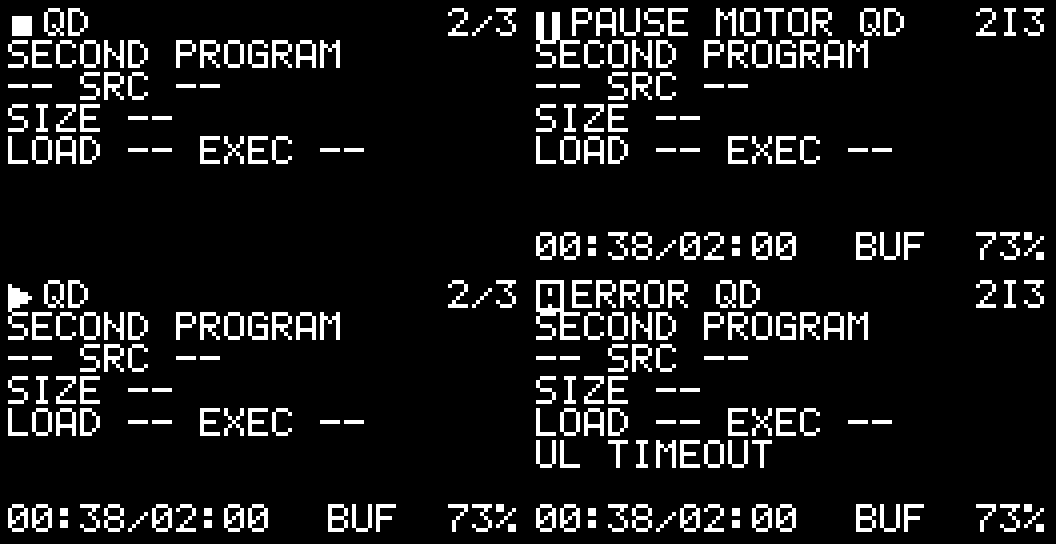 QD 2/3
SECOND PROGRAM
-- SRC --
SIZE --
LOAD -- EXEC --
PAUSE MOTOR QD 2I3
SECOND PROGRAM
-- SRC --
SIZE --
LOAD -- EXEC --
00:38/02:00 BUF 73%
QD 2/3
SECOND PROGRAM
-- SRC --
SIZE --
LOAD -- EXEC --
00:38/02:00 BUF 73%
! ERROR QD 2I3
SECOND PROGRAM
-- SRC --
SIZE --
LOAD -- EXEC --
UL TIMEOUT
00:38/02:00 BUF 73%